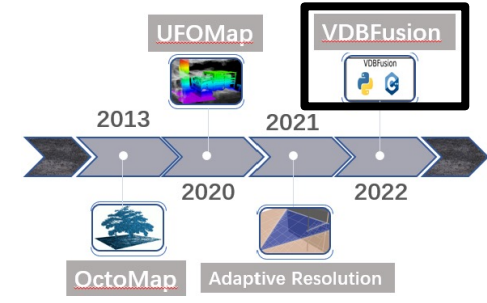 UFOMap
VDBFusion
VDBFusion
2013
2021
2020
2022
OctoMap
Adaptive Resolution